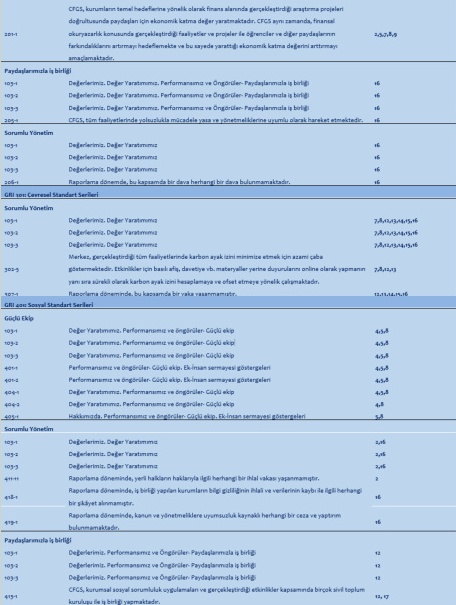 CFGS, kurumların temel hedeflerine yönelik olarak finans alanında gerçekleştirdiği araştırma projeleri
doğrultusunda paydaşları için ekonomik katma değer yaratmaktadır. CFGS aynı zamanda, finansal
201-1 okuryazarlık konusunda gerçekleştirdiği faaliyetler ve projeler ile öğrenciler ve diğer paydaşlarının 2,5,7,8,9
farkındalıklarını artırmayı hedeflemekte ve bu sayede yarattığı ekonomik katma değerini arttırmayı
amaçlamaktadır.
Paydaşlarımızla iş birliği
103-1 Değerlerimiz. Değer Yaratımımız. Performansımız ve Öngörüler- Paydaşlarımızla iş birliği 16
103-2 Değerlerimiz. Değer Yaratımımız. Performansımız ve Öngörüler- Paydaşlarımızla iş birliği 16
103-3 Değerlerimiz. Değer Yaratımımız. Performansımız ve Öngörüler- Paydaşlarımızla iş birliği 16
205-1 CFGS, tüm faaliyetlerinde yolsuzlukla mücadele yasa ve yönetmeliklerine uyumlu olarak hareket etmektedir. 16
Sorumlu Yönetim
103-1 Değerlerimiz. Değer Yaratımımız 16
103-2 Değerlerimiz. Değer Yaratımımız 16
103-3 Değerlerimiz. Değer Yaratımımız 16
206-1 Raporlama dönemde, bu kapsamda bir dava herhangi bir dava bulunmamaktadır. 16
GRI 300 Çevresel Standart Serileri
Sorumlu Yönetim
103-1 Değerlerimiz. Değer Yaratımımız 7,8,12,13,14,15,16
103-2 Değerlerimiz. Değer Yaratımımız 7,8,12,13,14,15,16
103-3 Değerlerimiz. Değer Yaratımımız 7,8,12,13,14,15,16
Merkez, gerçekleştirdiği tüm faaliyetlerinde karbon ayak izini minimize etmek için azami çaba
302-5 göstermektedir. Etkinlikler için basılı afiş, davetiye vb. materyaller yerine duyurularını online olarak yapmanın 7,8,12,13
yanı sıra sürekli olarak karbon ayak izini hesaplamaya ve ofset etmeye yönelik çalışmaktadır.
307-1 Raporlama döneminde, bu kapsamda bir vaka yaşanmamıştır. 12,13,14,15,16
GRI 400 Sosyal Standart Serileri
Güçlü Ekip
103-1 Değer Yaratımımız. Performansımız ve öngörüler- Güçlü ekip 4,5,8
103-2 Değer Yaratımımız. Performansımız ve öngörüler- Güçlü ekip 4,5,8
103-3 Değer Yaratımımız. Performansımız ve öngörüler- Güçlü ekip 4,5,8
401-1 Performansımız ve öngörüler- Güçlü ekip. Ek-İnsan sermayesi göstergeleri 4,5,8
401-2 Performansımız ve öngörüler- Güçlü ekip. Ek-İnsan sermayesi göstergeleri 4,5,8
404-1 Değer Yaratımımız. Performansımız ve öngörüler- Güçlü ekip 4,5,8
404-2 Değer Yaratımımız. Performansımız ve öngörüler- Güçlü ekip 4,8
405-1 Hakkımızda. Performansımız ve öngörüler- Güçlü ekip. Ek-İnsan sermayesi göstergeleri 5,8
Sorumlu Yönetim
103-1 Değerlerimiz. Değer Yaratımımız 2,16
103-2 Değerlerimiz. Değer Yaratımımız 2,16
103-3 Değerlerimiz. Değer Yaratımımız 2,16
411-11 Raporlama döneminde, yerli halkların haklarıyla ilgili herhangi bir ihlal vakası yaşanmamıştır. 2
Raporlama döneminde, iş birliği yapılan kurumların bilgi gizliliğinin ihlali ve verilerinin kaybı ile ilgili herhangi
418-1 bir şikayet alınmamıştır. 16
Raporlama döneminde, kanun ve yönetmeliklere uyumsuzluk kaynaklı herhangi bir ceza ve yaptırım
419-1 bulunmamaktadır. 16
Paydaşlarımızla iş birliği
103-1 Değerlerimiz. Performansımız ve Öngörüler- Paydaşlarımızla iş birliği 12
103-2 Değerlerimiz. Performansımız ve Öngörüler- Paydaşlarımızla iş birliği 12
103-3 Değerlerimiz. Performansımız ve Öngörüler- Paydaşlarımızla iş birliği 12
413-1 CFGS, kurumsal sosyal sorumluluk uygulamaları ve gerçekleştirdiği etkinlikler kapsamında birçok sivil toplum 12, 17
kuruluşu ile iş birliği yapmaktadır.